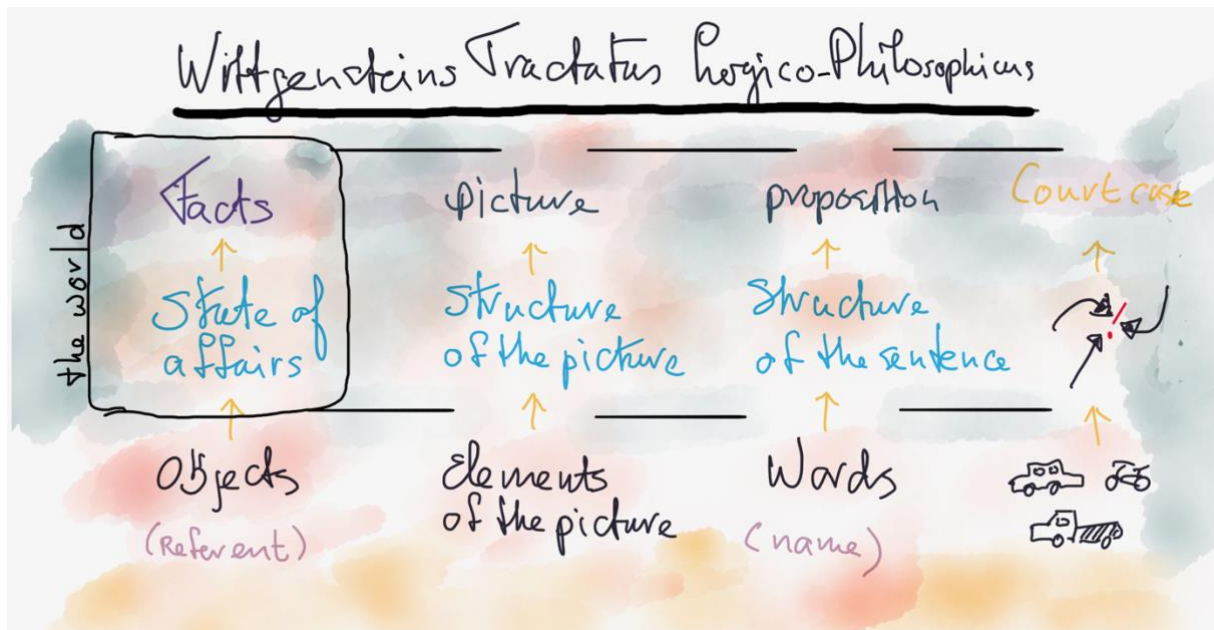 Wittgensteins Tractatus Logico-Philosophicus
the world
Facts
picture
proposition
Court case
State of
affairs
Structure
of the picture
Structure
of the sentence
!
Objects
(Referent)
Elements
of the picture
Words
(name)